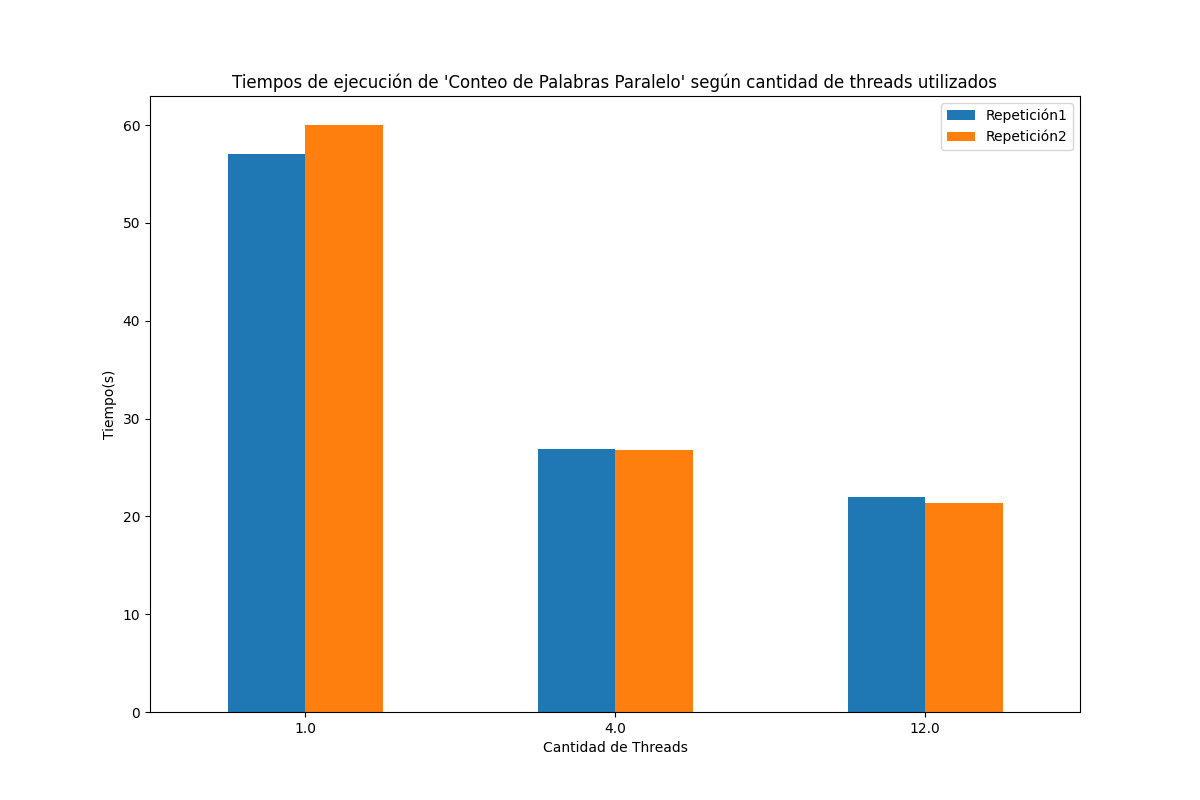 Tiempos de ejecución de 'Conteo de Palabras Paralelo' según cantidad de threads utilizados
Repetición1
Repetición2
60
50
40
30
20
10
0
Tiempo(s)
1.0 4.0 12.0
Cantidad de Threads